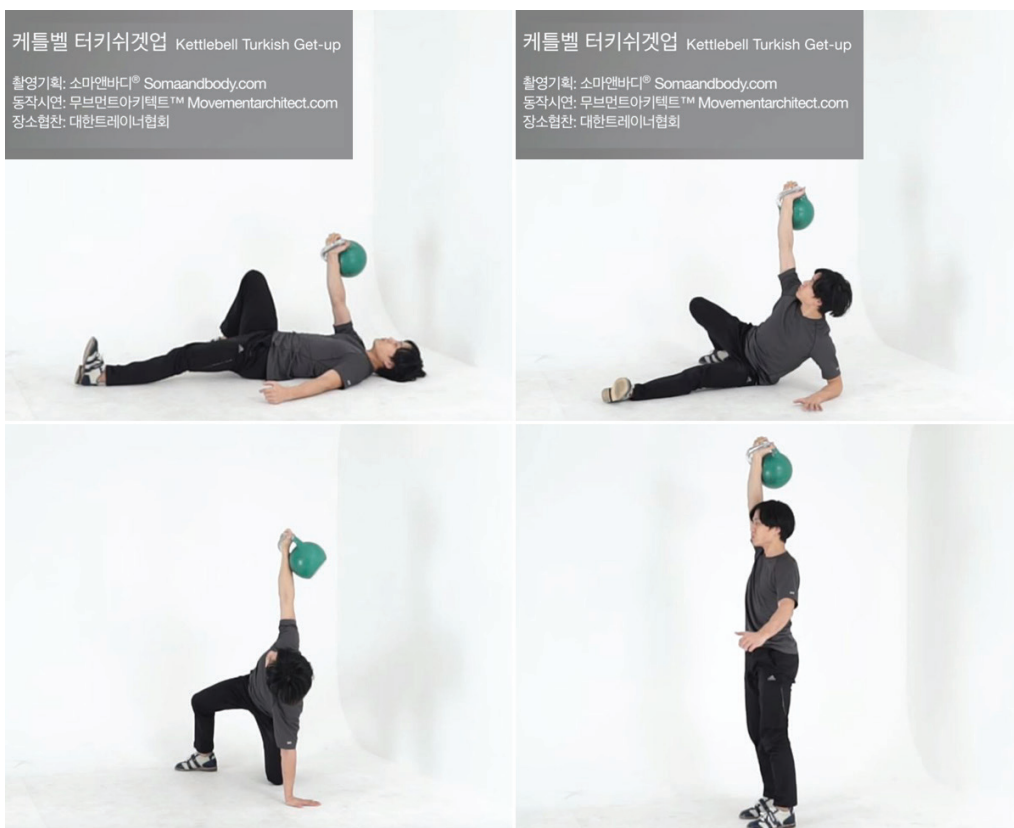 케틀벨 터키쉬겟업 Kettlebell Turkish Get-up
촬영기획: 소마앤바디® Somaandbody.com
동작시연: 무브먼트아키텍트™ Movementarchitect.com
장소협찬: 대한트레이너협회
케틀벨 터키쉬겟업 Kettlebell Turkish Get-up
촬영기획: 소마앤바디® Somaandbody.com
동작시연: 무브먼트아키텍트™ Movementarchitect.com
장소협찬: 대한트레이너협회